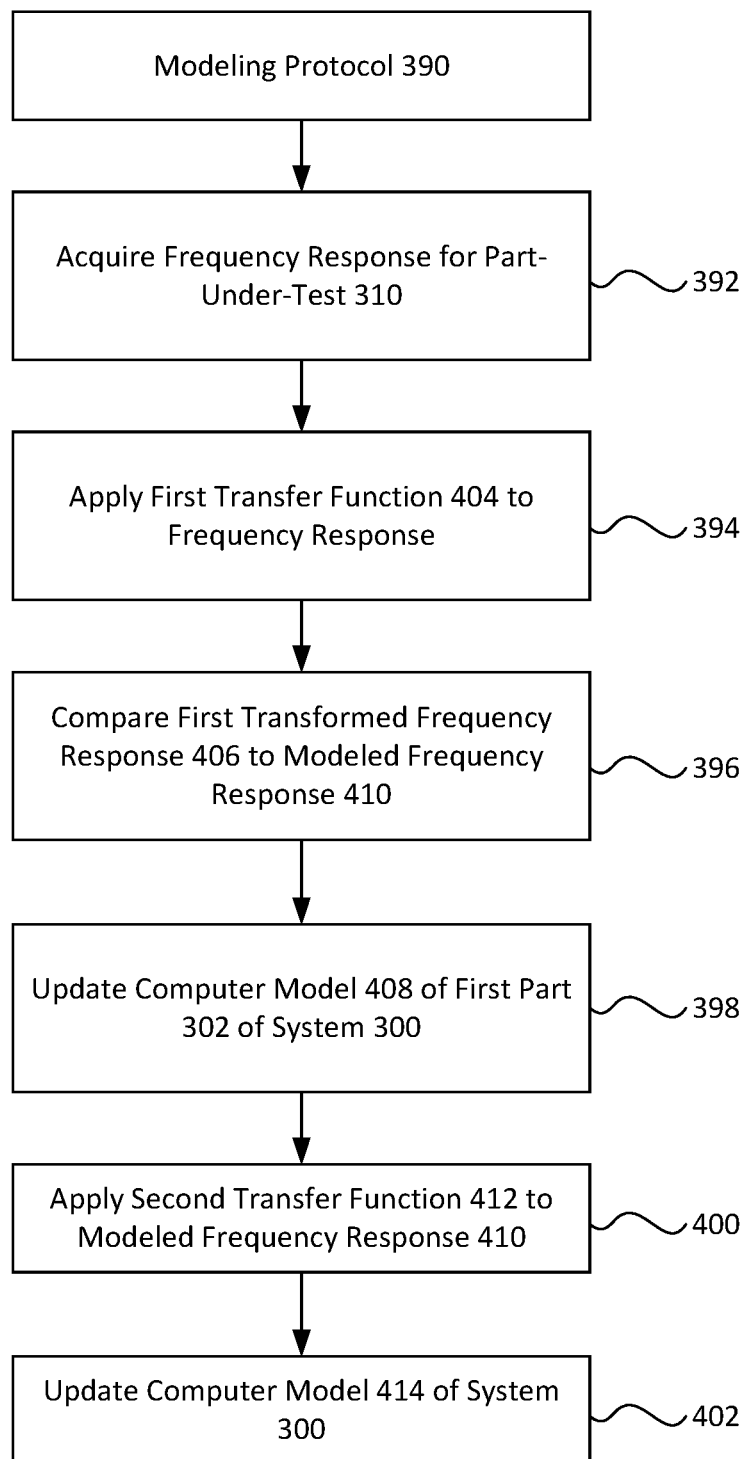 Modeling Protocol 390
Acquire Frequency Response for Part-
Under-Test 310
392
Apply First Transfer Function 404 to
Frequency Response
394
Compare First Transformed Frequency
Response 406 to Modeled Frequency
Response 410
396
Update Computer Model 408 of First Part
302 of System 300
398
Apply Second Transfer Function 412 to
Modeled Frequency Response 410
400
Update Computer Model 414 of System
300
402